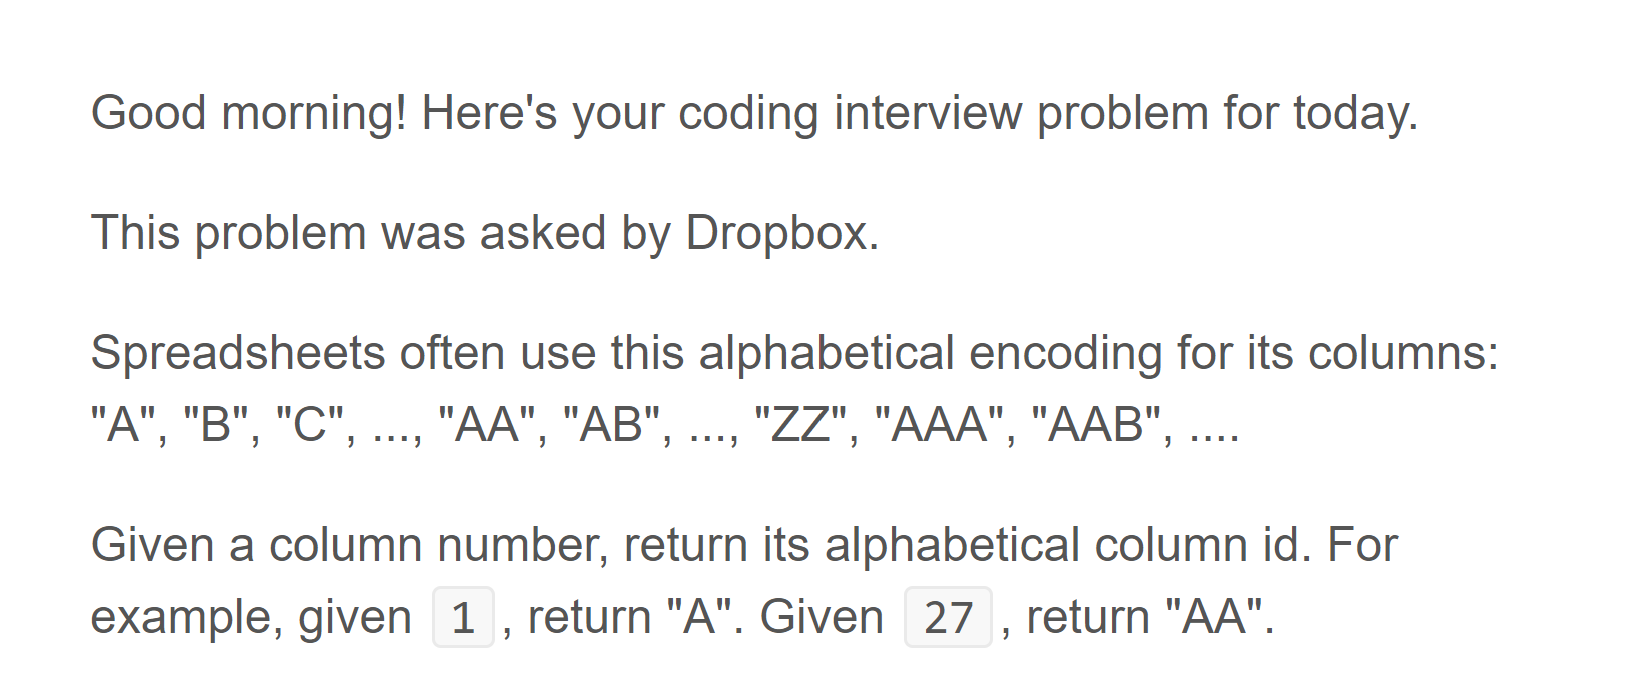 Good morning! Here's your coding interview problem for today.
This problem was asked by Dropbox.
Spreadsheets often use this alphabetical encoding for its columns:
"A", "B", "C", ..., "AA", "AB", ..., "ZZ", "AAA", "AAB", ....
Given a column number, return its alphabetical column id. For
example, given 1, return "A". Given 27, return "AA".